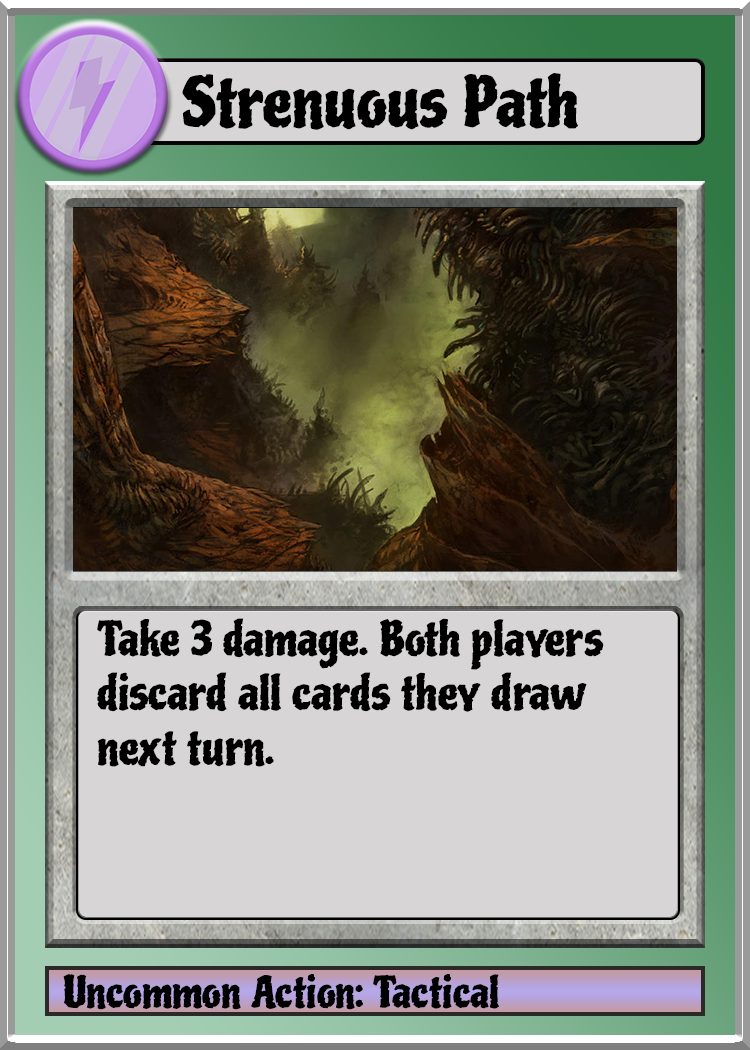 Strenuous Path
Take 3 damage. Both players
discard all cards they draw
next turn.
Uncommon Action: Tactical